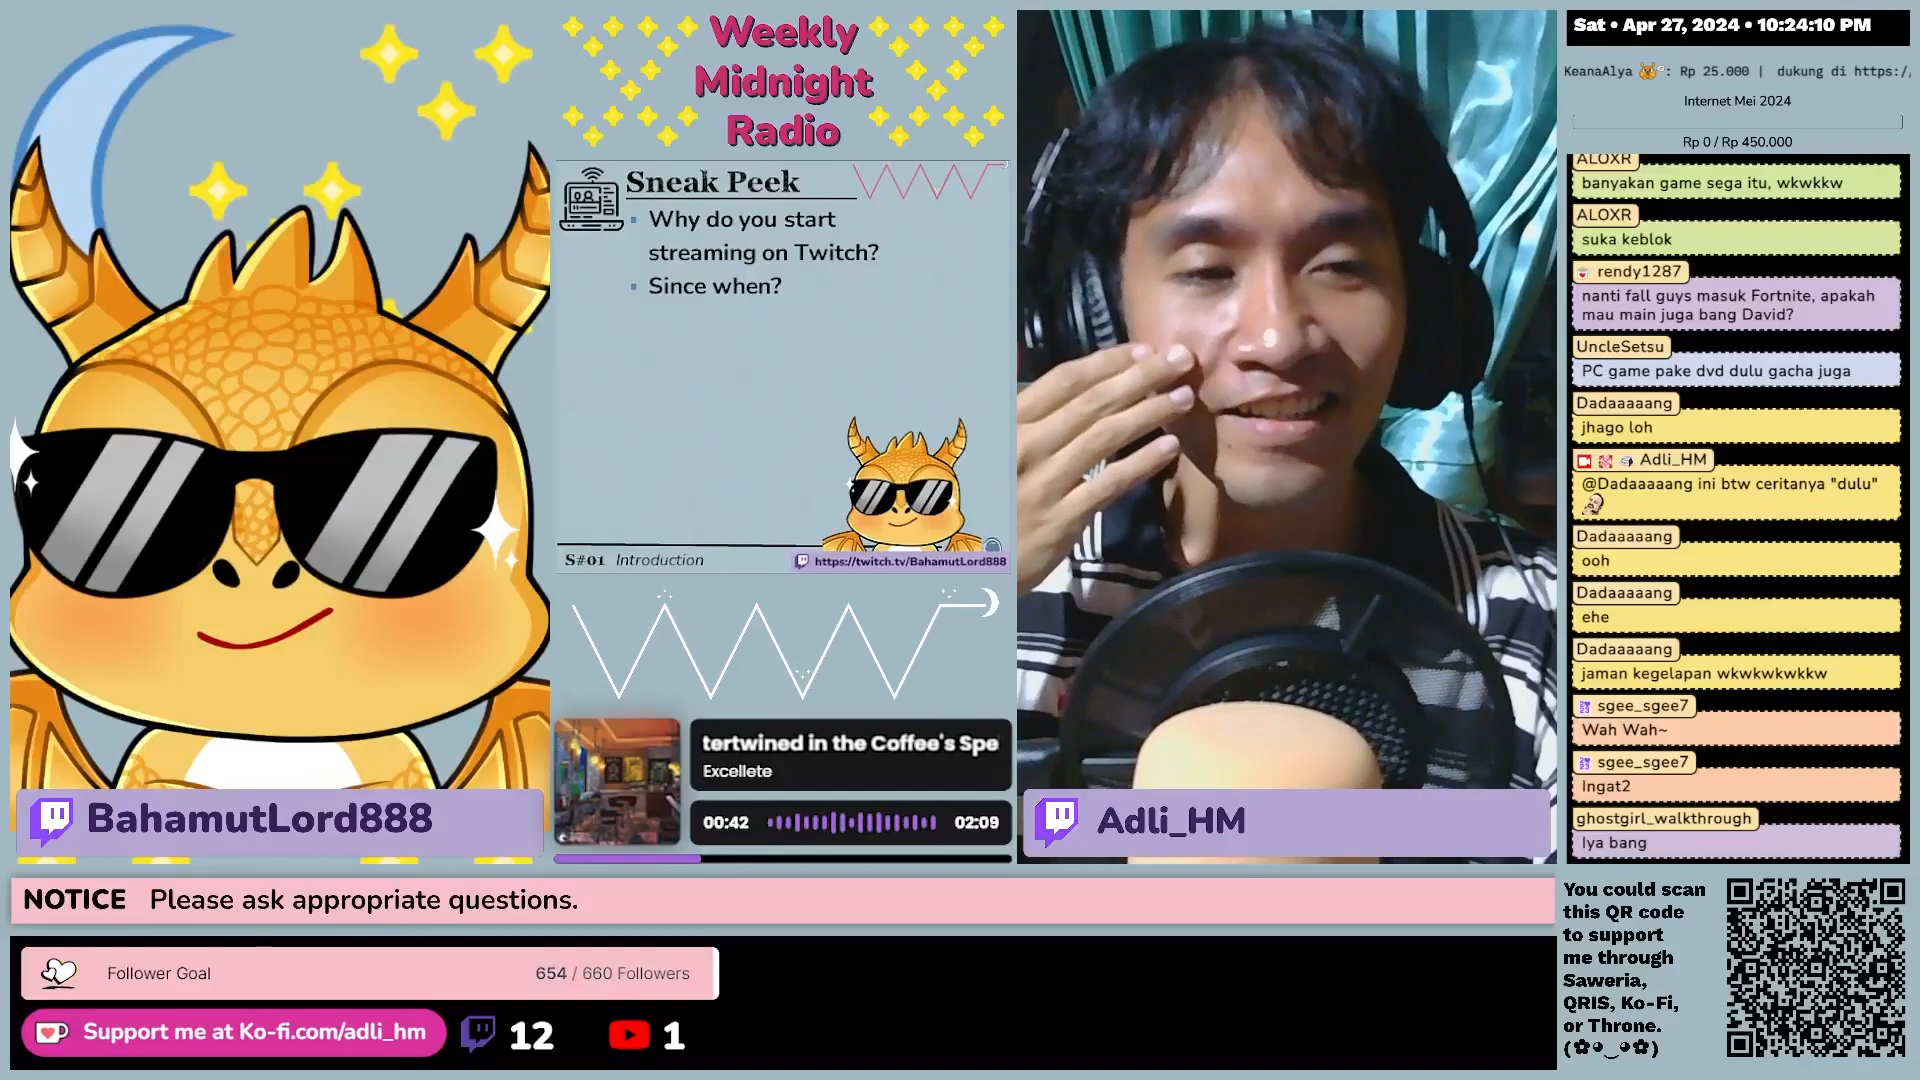 Weekly
Midnight
Radio
Sneak Peek
Why do you start
streaming on Twitch?
Since when?
S#01 Introduction
https://twitch.tv/BahamutLord888
tertwined in the Coffee's Spe
Excellete
00:42
02:09
BahamutLord888
Adli_HM
Sat • Apr 27, 2024 • 10:24:10 PM
KeanaAlya : Rp 25.000 | dukung di https:/
Internet Mei 2024
Rp 0 / Rp 450.000
ALOXR
banyakan game sega itu, wkwkkw
ALOXR
suka keblok
rendy1287
nanti fall guys masuk Fortnite, apakah
mau main juga bang David?
UncleSetsu
PC game pake dvd dulu gacha juga
Dadaaaaang
jhago loh
Adli_HM
@Dadaaaaang ini btw ceritanya "dulu"
Dadaaaaang
ooh
Dadaaaaang
ehe
Dadaaaaang
jaman kegelapan wkwkwkwkkw
sgee_sgee7
Wah Wah~
sgee_sgee7
Ingat2
ghostgirl_walkthrough
Iya bang
NOTICE Please ask appropriate questions.
Follower Goal
654 / 660 Followers
Support me at Ko-fi.com/adli_hm
12
1
You could scan
this QR code
to support
me through
Saweria,
QRIS, Ko-Fi,
or Throne.
(✿◕‿◕✿)